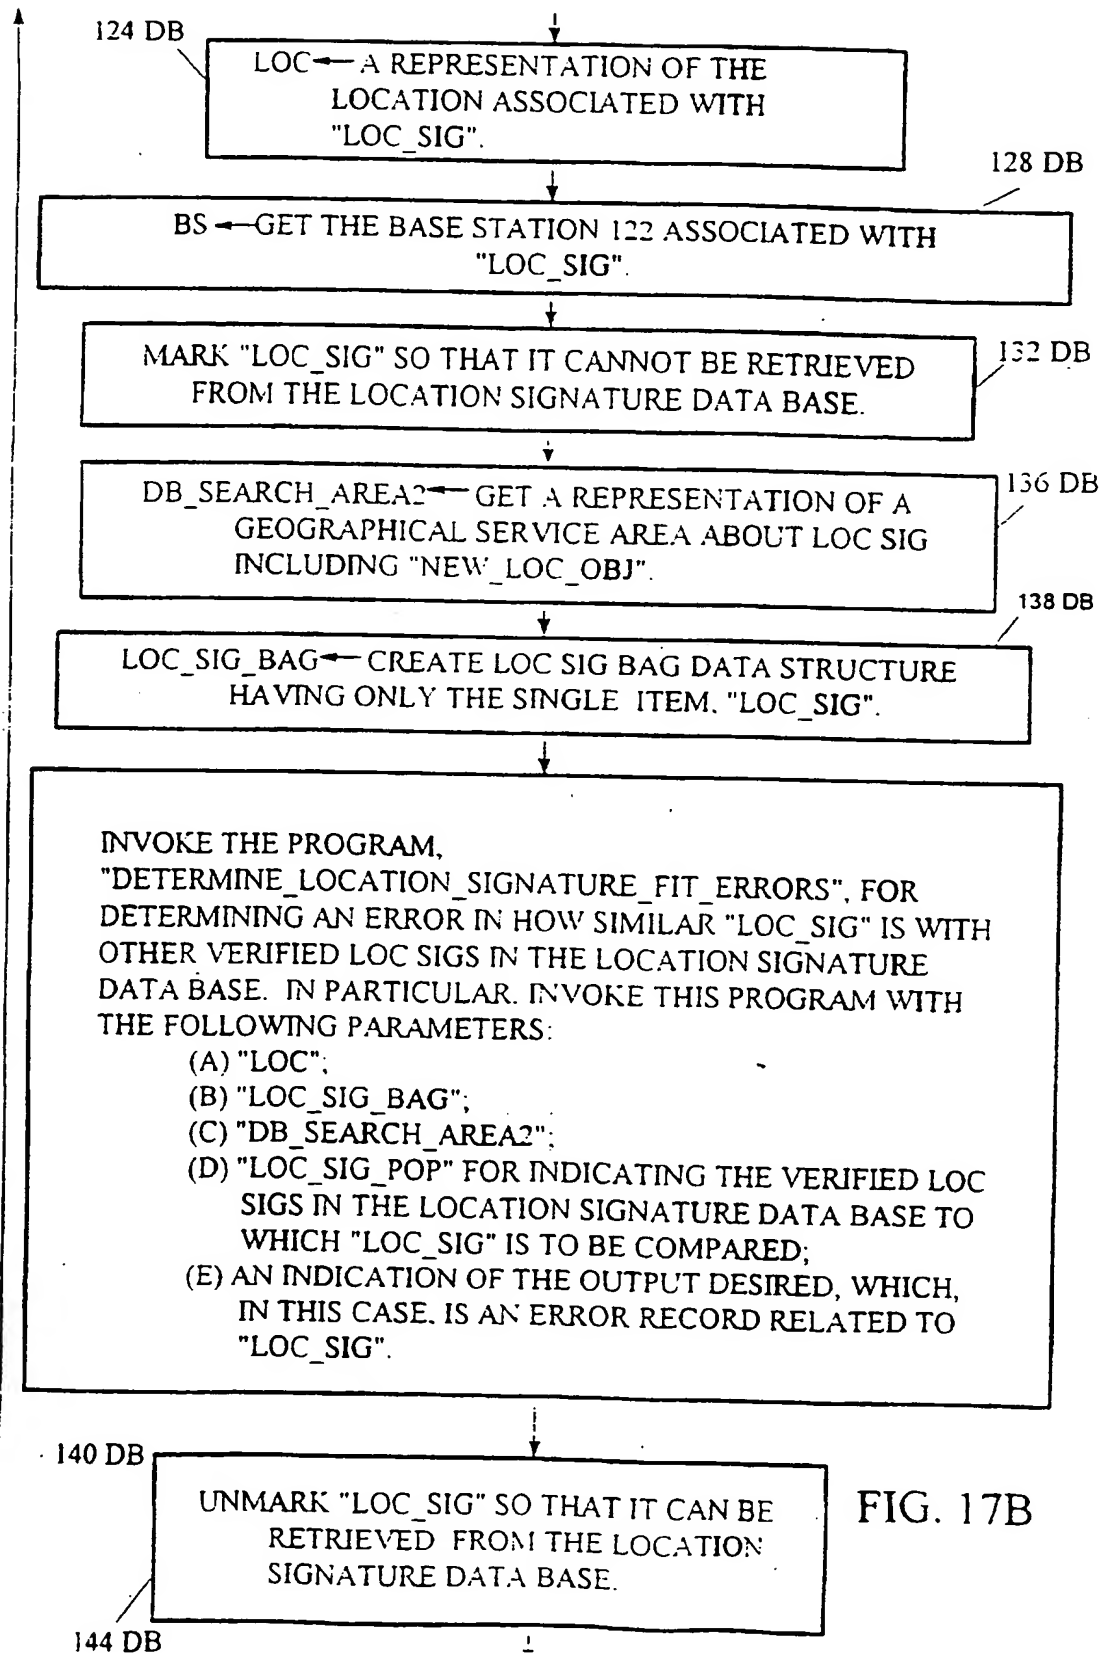 124 DB
LOC←A REPRESENTATION OF THE
LOCATION ASSOCIATED WITH
"LOC_SIG".
128 DB
BS←GET THE BASE STATION 122 ASSOCIATED WITH
"LOC_SIG".
132 DB
MARK "LOC_SIG" SO THAT IT CANNOT BE RETRIEVED
FROM THE LOCATION SIGNATURE DATA BASE.
136 DB
DB_SEARCH_AREA2←GET A REPRESENTATION OF A
GEOGRAPHICAL SERVICE AREA ABOUT LOC SIG
INCLUDING "NEW_LOC_OBJ".
138 DB
LOC_SIG_BAG←CREATE LOC SIG BAG DATA STRUCTURE
HAVING ONLY THE SINGLE ITEM. "LOC_SIG".
INVOKE THE PROGRAM,
"DETERMINE_LOCATION_SIGNATURE_FIT_ERRORS", FOR
DETERMINING AN ERROR IN HOW SIMILAR "LOC_SIG" IS WITH
OTHER VERIFIED LOC SIGS IN THE LOCATION SIGNATURE
DATA BASE. IN PARTICULAR. INVOKE THIS PROGRAM WITH
THE FOLLOWING PARAMETERS:
(A) "LOC";
(B) "LOC_SIG_BAG";
(C) "DB_SEARCH_AREA2";
(D) "LOC_SIG_POP" FOR INDICATING THE VERIFIED LOC
SIGS IN THE LOCATION SIGNATURE DATA BASE TO
WHICH "LOC_SIG" IS TO BE COMPARED;
(E) AN INDICATION OF THE OUTPUT DESIRED, WHICH,
IN THIS CASE. IS AN ERROR RECORD RELATED TO
"LOC_SIG".
140 DB
UNMARK "LOC_SIG" SO THAT IT CAN BE
RETRIEVED FROM THE LOCATION
SIGNATURE DATA BASE.
FIG. 17B
144 DB